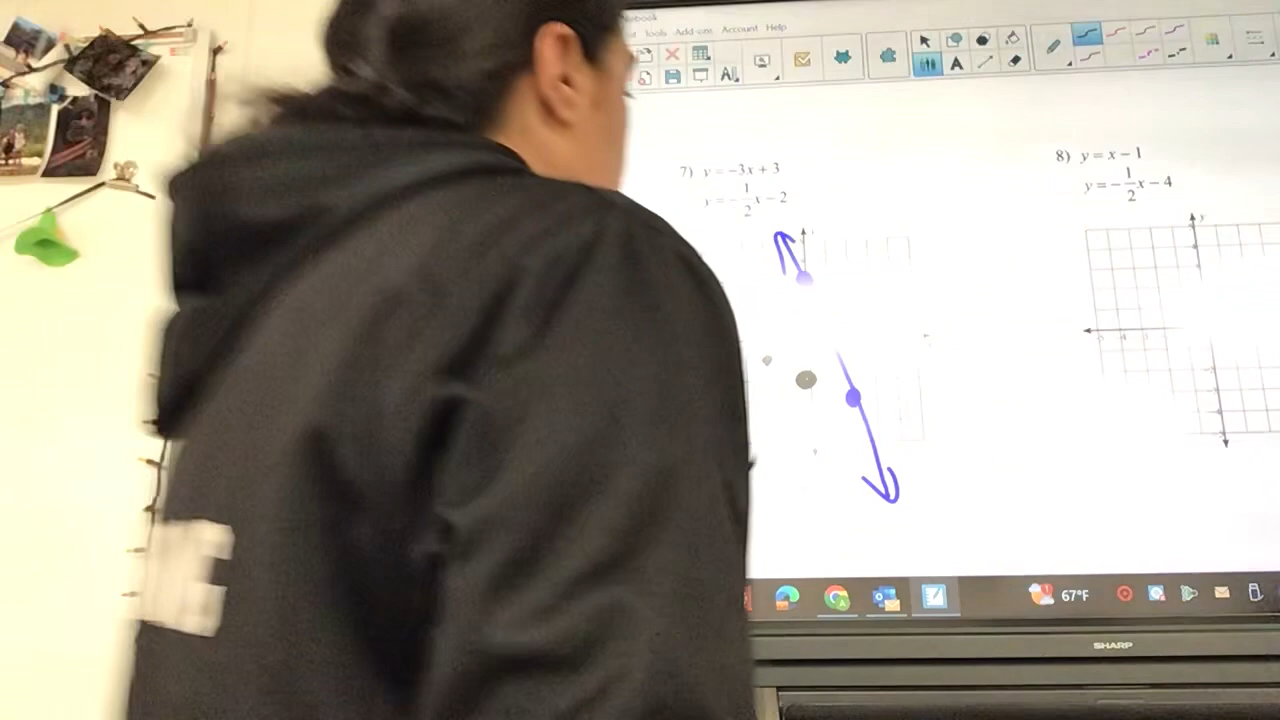 Tools Add-ons Account Help
A
7) y = -3x + 3
y = -1/2x - 2
8) y = x - 1
y = -1/2x - 4
y
67°F
SHARP
E